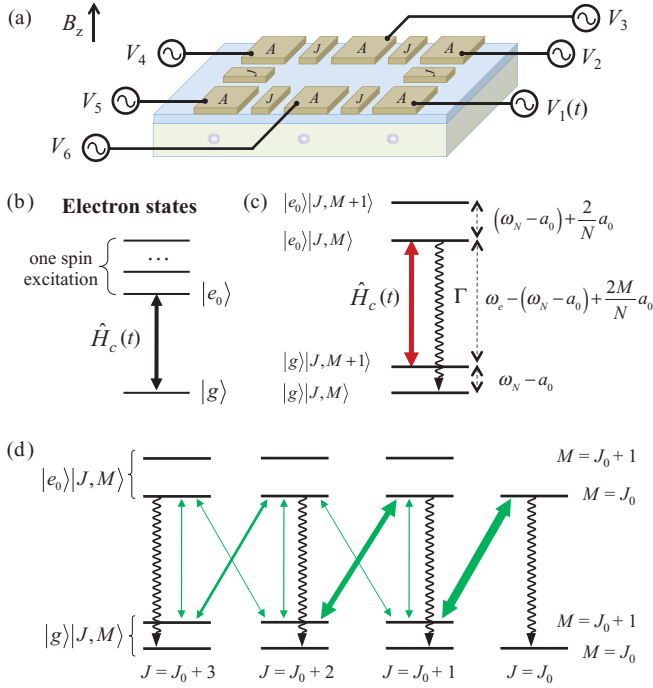 (a)
B_z
V_3
V_4
A J A J A
V_2
J J
V_5
A J A J A
V_1(t)
V_6
(b)
Electron states
one spin
excitation
...
|e_0⟩
Ĥ_c(t)
|g⟩
(c)
|e_0⟩|J, M+1⟩
(ω_N − a_0) + \frac{2}{N} a_0
|e_0⟩|J, M⟩
Ĥ_c(t)
Γ
ω_e − (ω_N − a_0) + \frac{2M}{N} a_0
|g⟩|J, M+1⟩
ω_N − a_0
|g⟩|J, M⟩
(d)
M = J_0 + 1
|e_0⟩|J, M⟩
M = J_0
M = J_0 + 1
|g⟩|J, M⟩
M = J_0
J = J_0 + 3
J = J_0 + 2
J = J_0 + 1
J = J_0